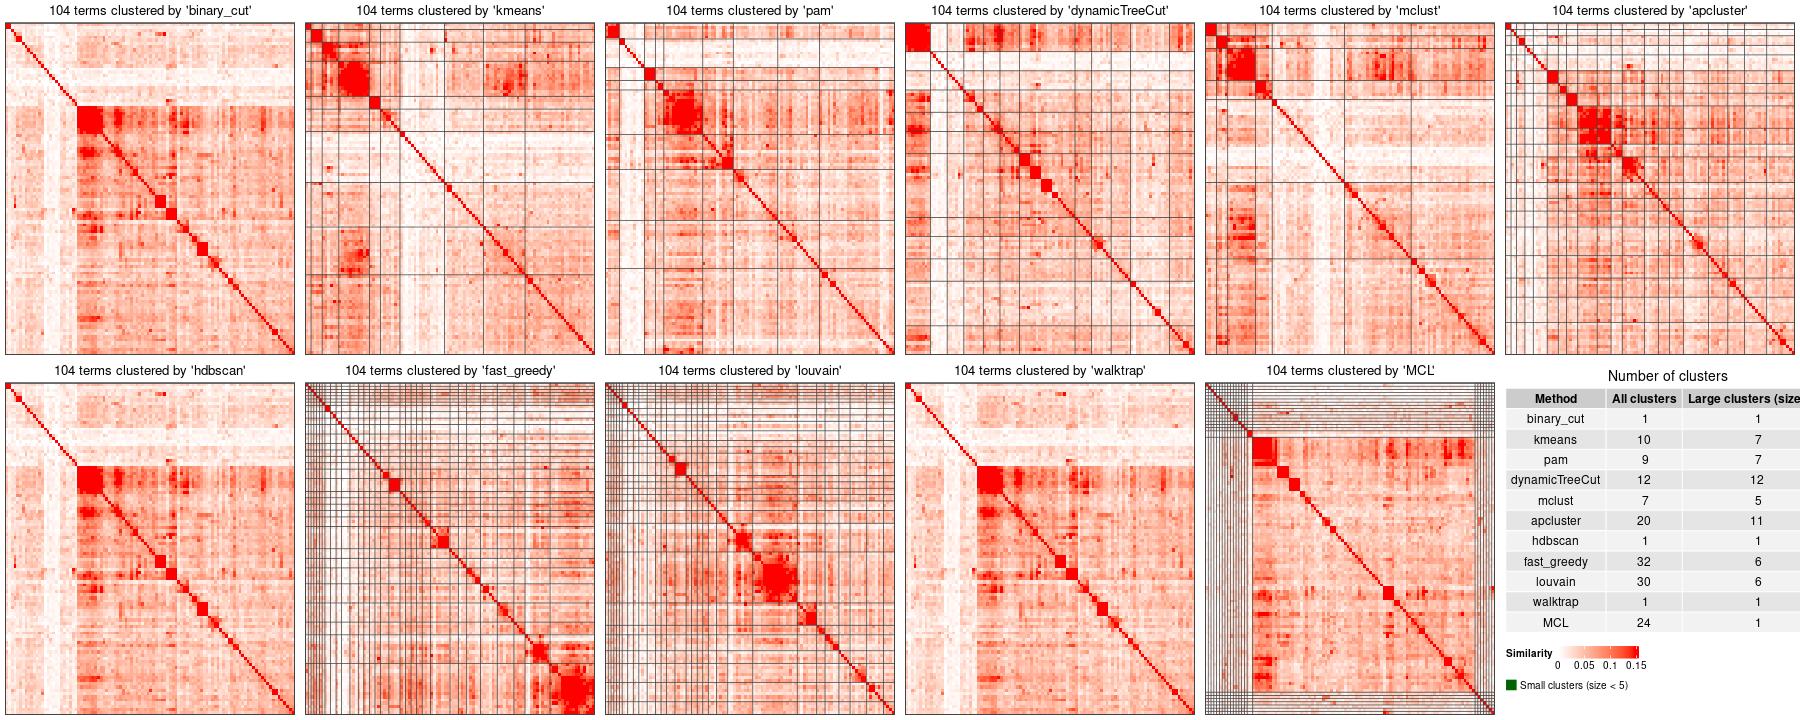 104 terms clustered by 'binary_cut'
104 terms clustered by 'kmeans'
104 terms clustered by 'pam'
104 terms clustered by 'dynamicTreeCut'
104 terms clustered by 'mclust'
104 terms clustered by 'apcluster'
104 terms clustered by 'hdbscan'
104 terms clustered by 'fast_greedy'
104 terms clustered by 'louvain'
104 terms clustered by 'walktrap'
104 terms clustered by 'MCL'
Number of clusters
Method All clusters Large clusters (size
binary_cut 1 1
kmeans 10 7
pam 9 7
dynamicTreeCut 12 12
mclust 7 5
apcluster 20 11
hdbscan 1 1
fast_greedy 32 6
louvain 30 6
walktrap 1 1
MCL 24 1
Similarity
0 0.05 0.1 0.15
Small clusters (size < 5)